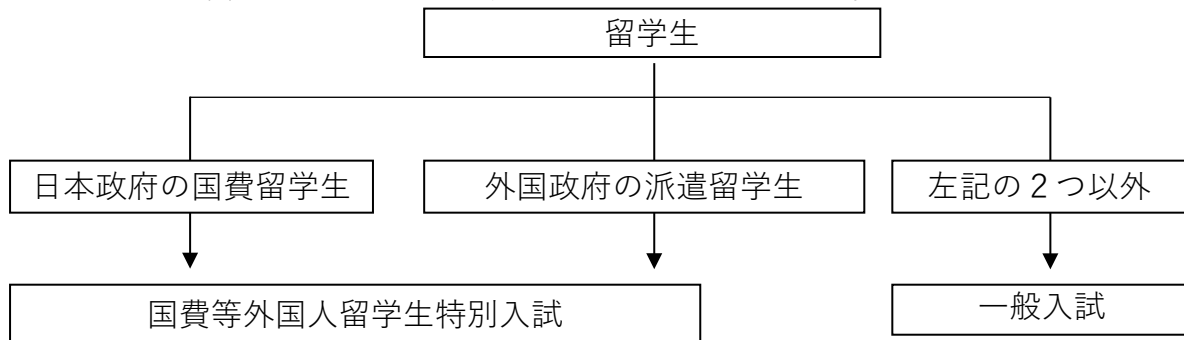 留学生
日本政府の国費留学生
外国政府の派遣留学生
左記の２つ以外
国費等外国人留学生特別入試
一般入試